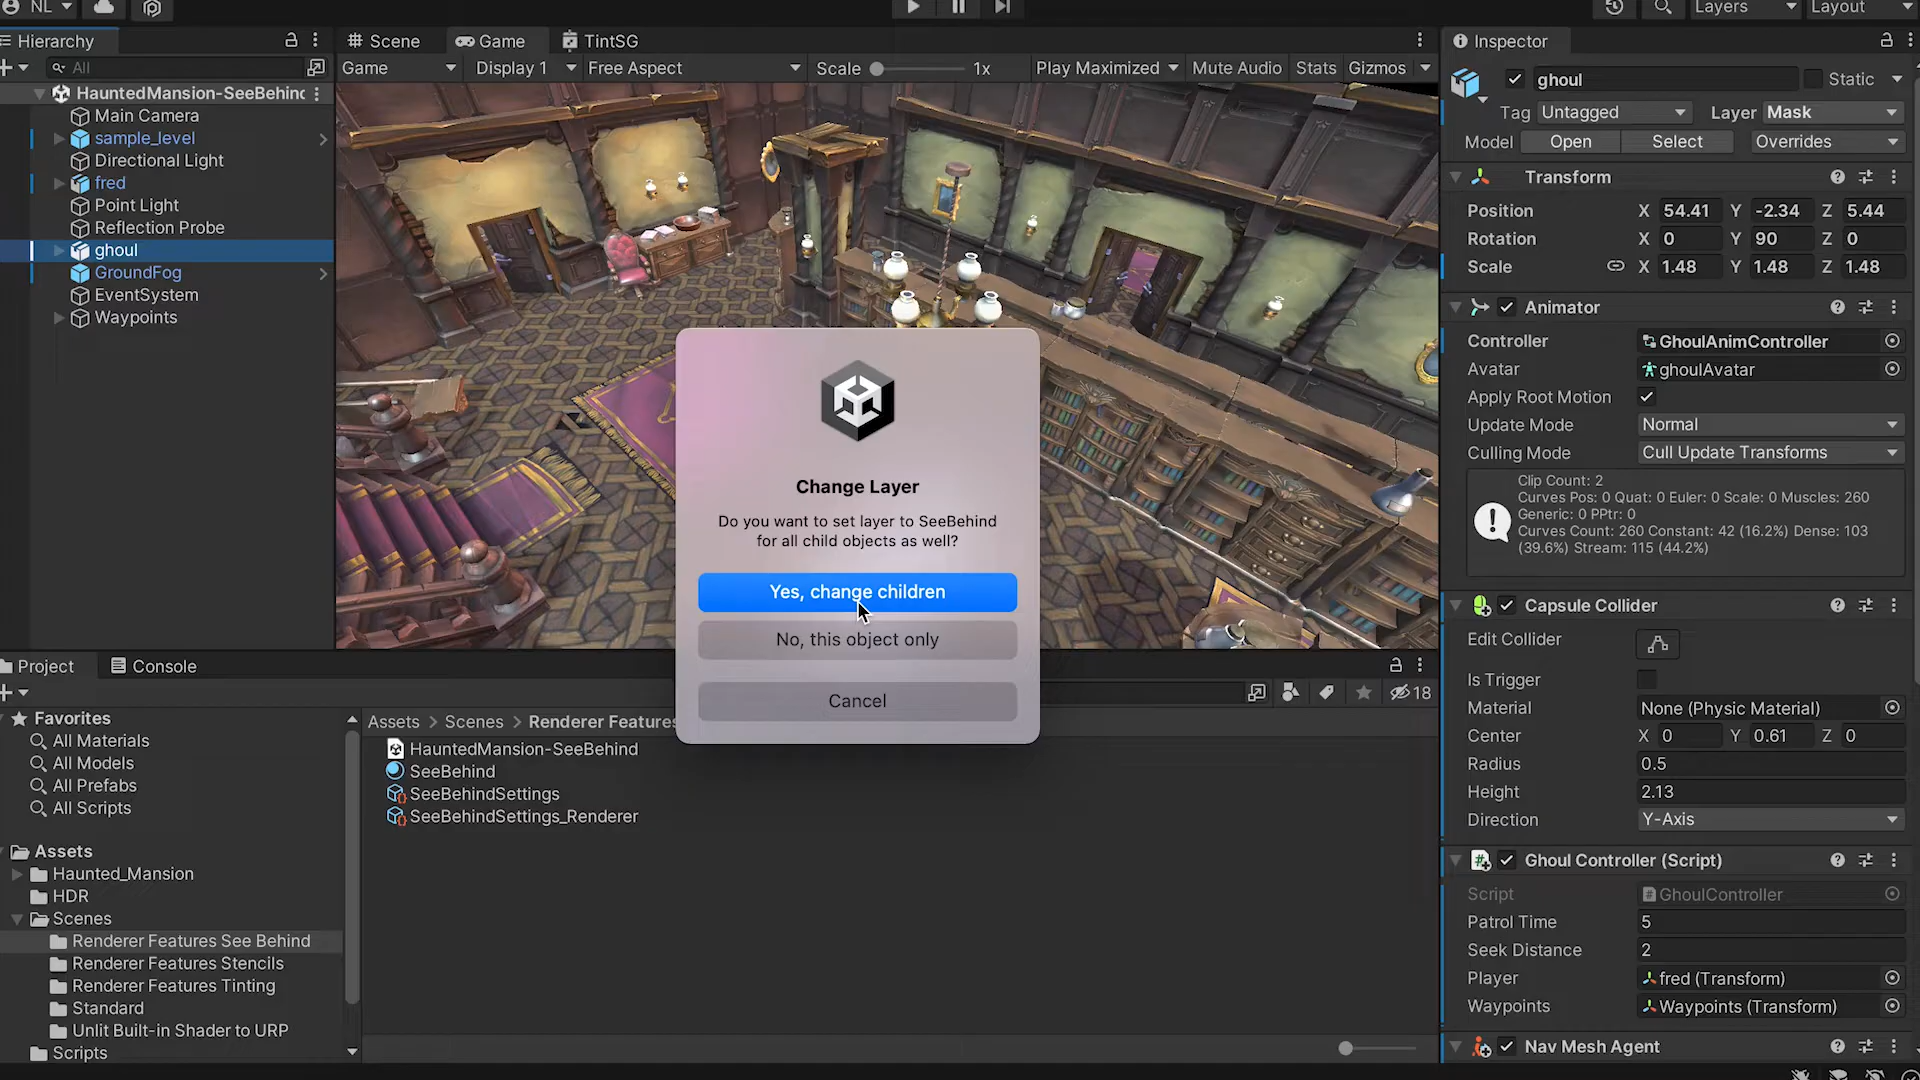 NL
Layers
Layout
Hierarchy
Scene
Game
TintSG
Inspector
All
Game
Display 1
Free Aspect
Scale
1x
Play Maximized
Mute Audio
Stats
Gizmos
ghoul
Static
HauntedMansion-SeeBehind
Main Camera
sample_level
Directional Light
fred
Point Light
Reflection Probe
ghoul
GroundFog
EventSystem
Waypoints
Tag Untagged
Layer Mask
Model Open Select Overrides
Transform
Position X 54.41 Y -2.34 Z 5.44
Rotation X 0 Y 90 Z 0
Scale X 1.48 Y 1.48 Z 1.48
Animator
Controller GhoulAnimController
Avatar ghoulAvatar
Apply Root Motion
Update Mode Normal
Culling Mode Cull Update Transforms
Clip Count: 2
Curves Pos: 0 Quat: 0 Euler: 0 Scale: 0 Muscles: 260
Generic: 0 PPtr: 0
Curves Count: 260 Constant: 42 (16.2%) Dense: 103
(39.6%) Stream: 115 (44.2%)
Capsule Collider
Edit Collider
Is Trigger
Material None (Physic Material)
Center X 0 Y 0.61 Z 0
Radius 0.5
Height 2.13
Direction Y-Axis
Ghoul Controller (Script)
Script GhoulController
Patrol Time 5
Seek Distance 2
Player fred (Transform)
Waypoints Waypoints (Transform)
Nav Mesh Agent
Change Layer
Do you want to set layer to SeeBehind
for all child objects as well?
Yes, change children
No, this object only
Cancel
Project
Console
18
Favorites
All Materials
All Models
All Prefabs
All Scripts
Assets
Haunted_Mansion
HDR
Scenes
Renderer Features See Behind
Renderer Features Stencils
Renderer Features Tinting
Standard
Unlit Built-in Shader to URP
Scripts
Assets > Scenes > Renderer Features
HauntedMansion-SeeBehind
SeeBehind
SeeBehindSettings
SeeBehindSettings_Renderer